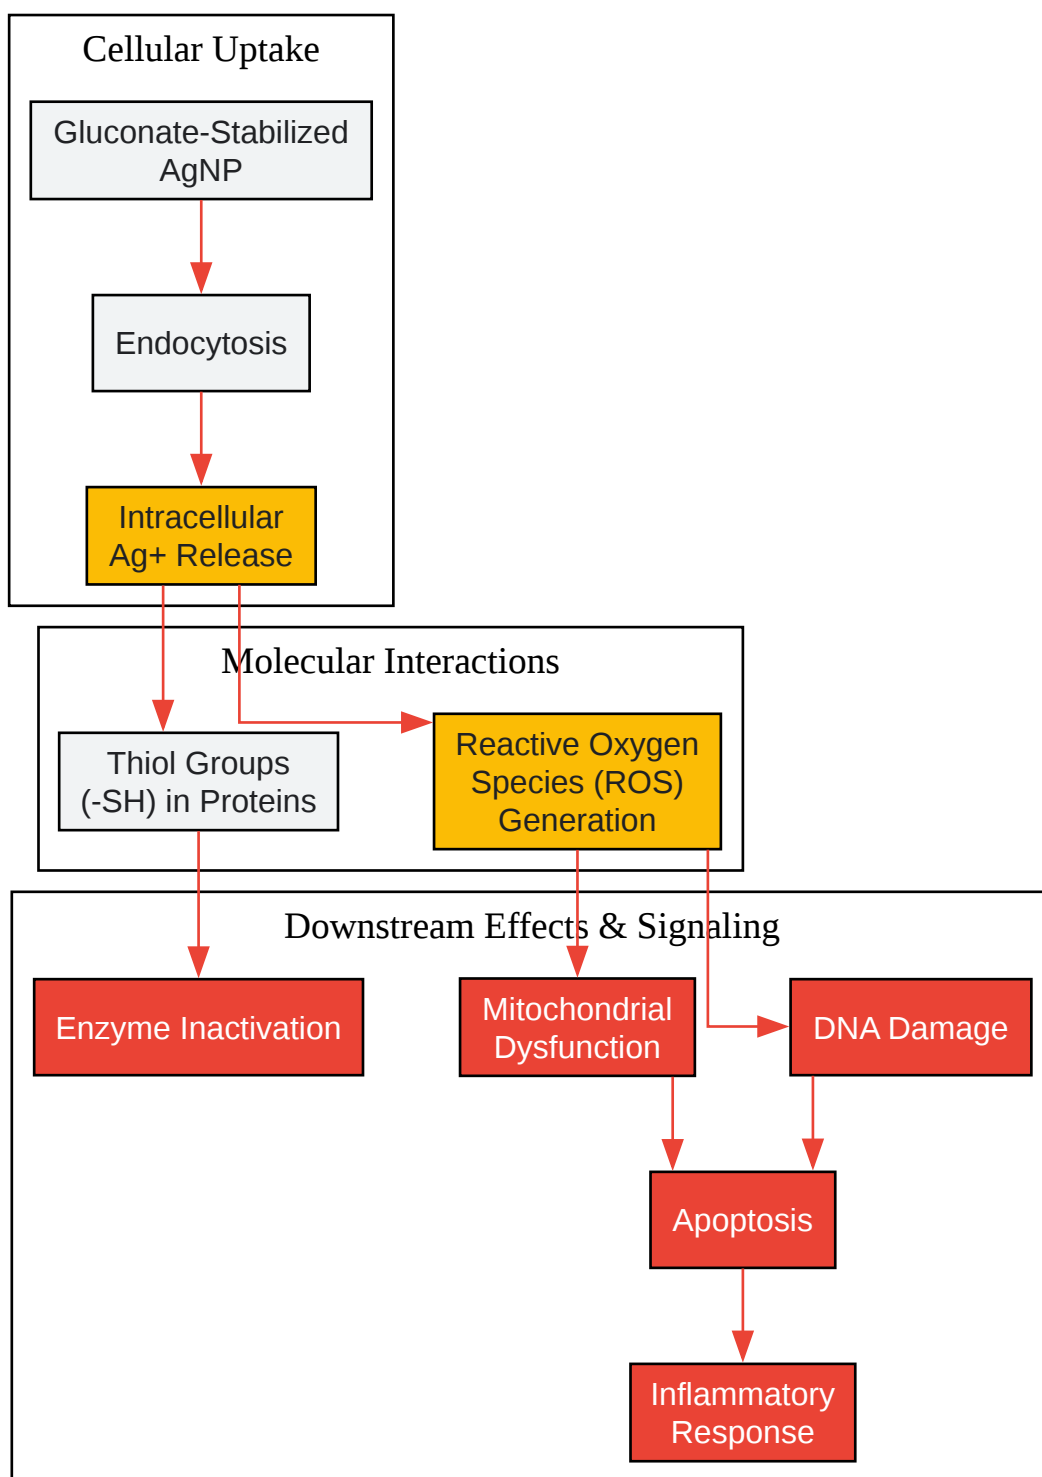 Cellular Uptake
Gluconate-Stabilized
AgNP
Endocytosis
Intracellular
Ag+ Release
Molecular Interactions
Thiol Groups
(-SH) in Proteins
Reactive Oxygen
Species (ROS)
Generation
Downstream Effects & Signaling
Enzyme Inactivation
Mitochondrial
Dysfunction
DNA Damage
Apoptosis
Inflammatory
Response